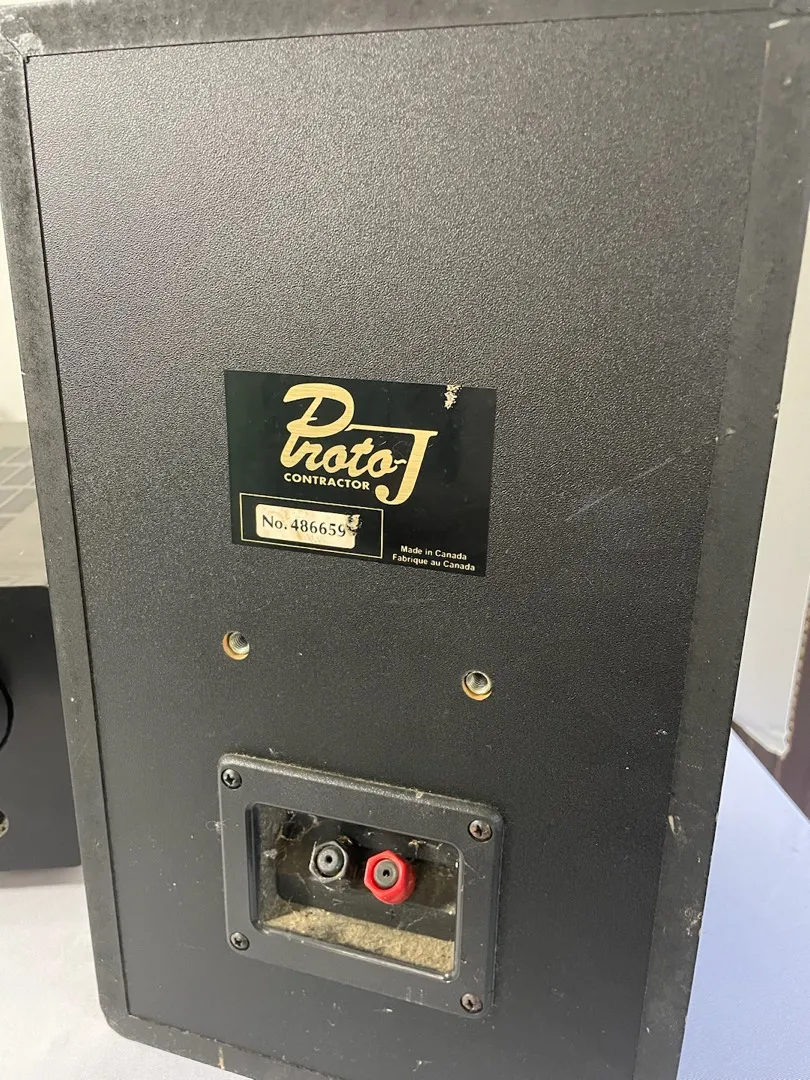 Proto-J
CONTRACTOR
No. 486659
Made in Canada
Fabrique au Canada